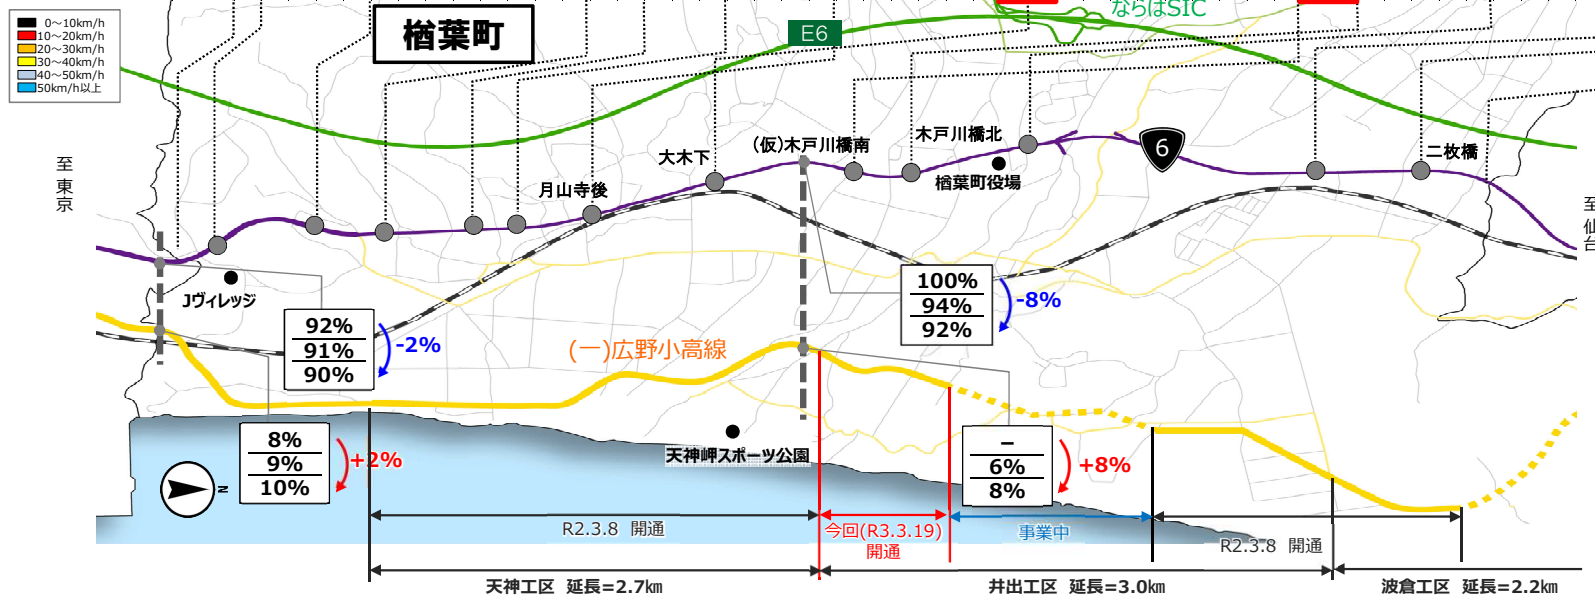 0～10km/h
10～20km/h
20～30km/h
30～40km/h
40～50km/h
50km/h以上
楢葉町
E6
ならはSIC
至東京
至仙台
6
月山寺後
大木下
(仮)木戸川橋南
木戸川橋北
楢葉町役場
二枚橋
Jヴィレッジ
92%
91%
90%
-2%
100%
94%
92%
-8%
(一)広野小高線
8%
9%
10%
+2%
天神岬スポーツ公園
－
6%
8%
+8%
N
R2.3.8 開通
今回(R3.3.19)
開通
事業中
R2.3.8 開通
天神工区 延長=2.7km
井出工区 延長=3.0km
波倉工区 延長=2.2km